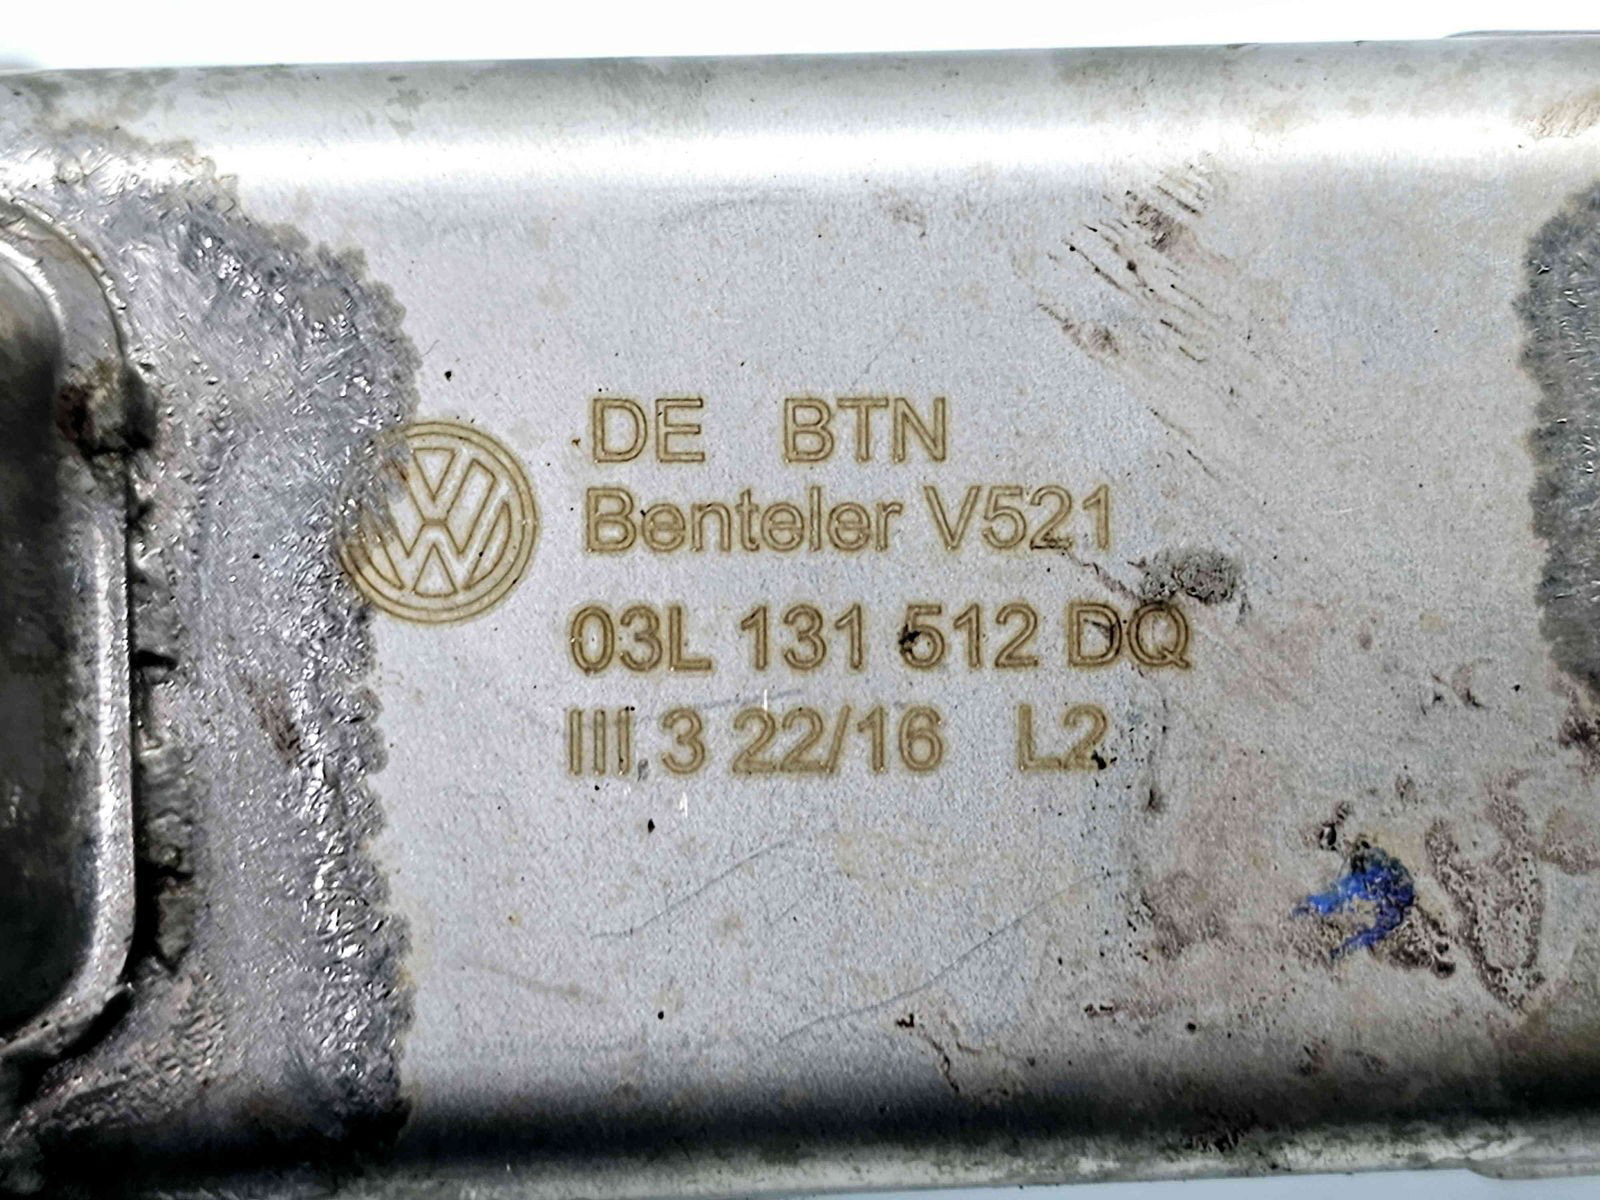 DE BTN
Benteler V521
03L 131 512 DQ
III 3 22/16 L2